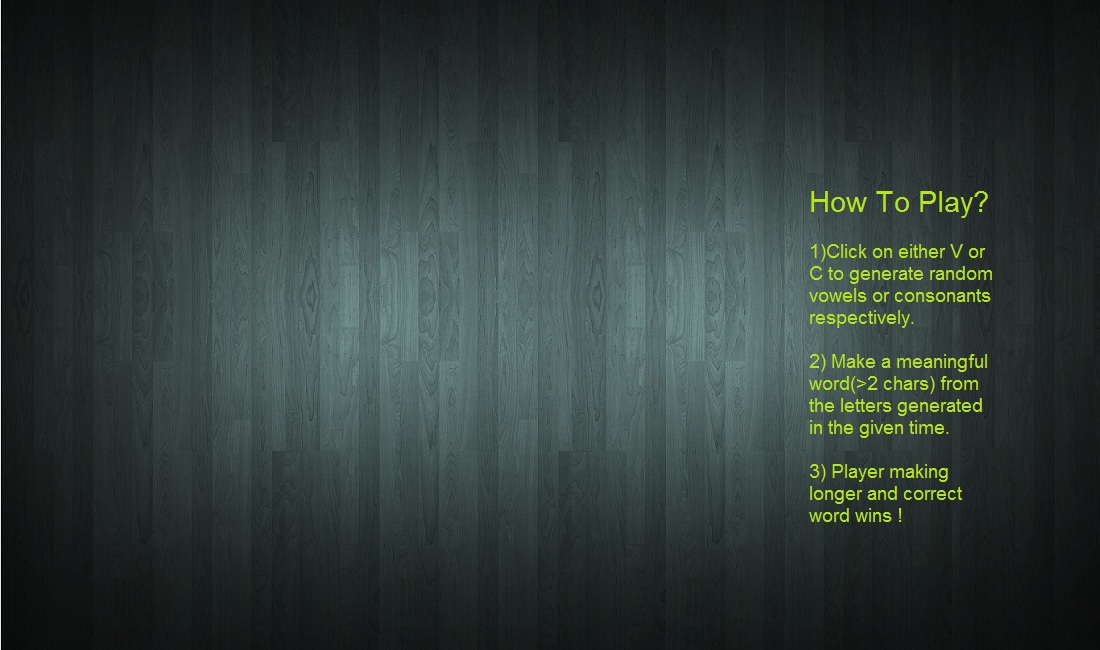 How To Play?
1)Click on either V or
C to generate random
vowels or consonants
respectively.
2) Make a meaningful
word(>2 chars) from
the letters generated
in the given time.
3) Player making
longer and correct
word wins !